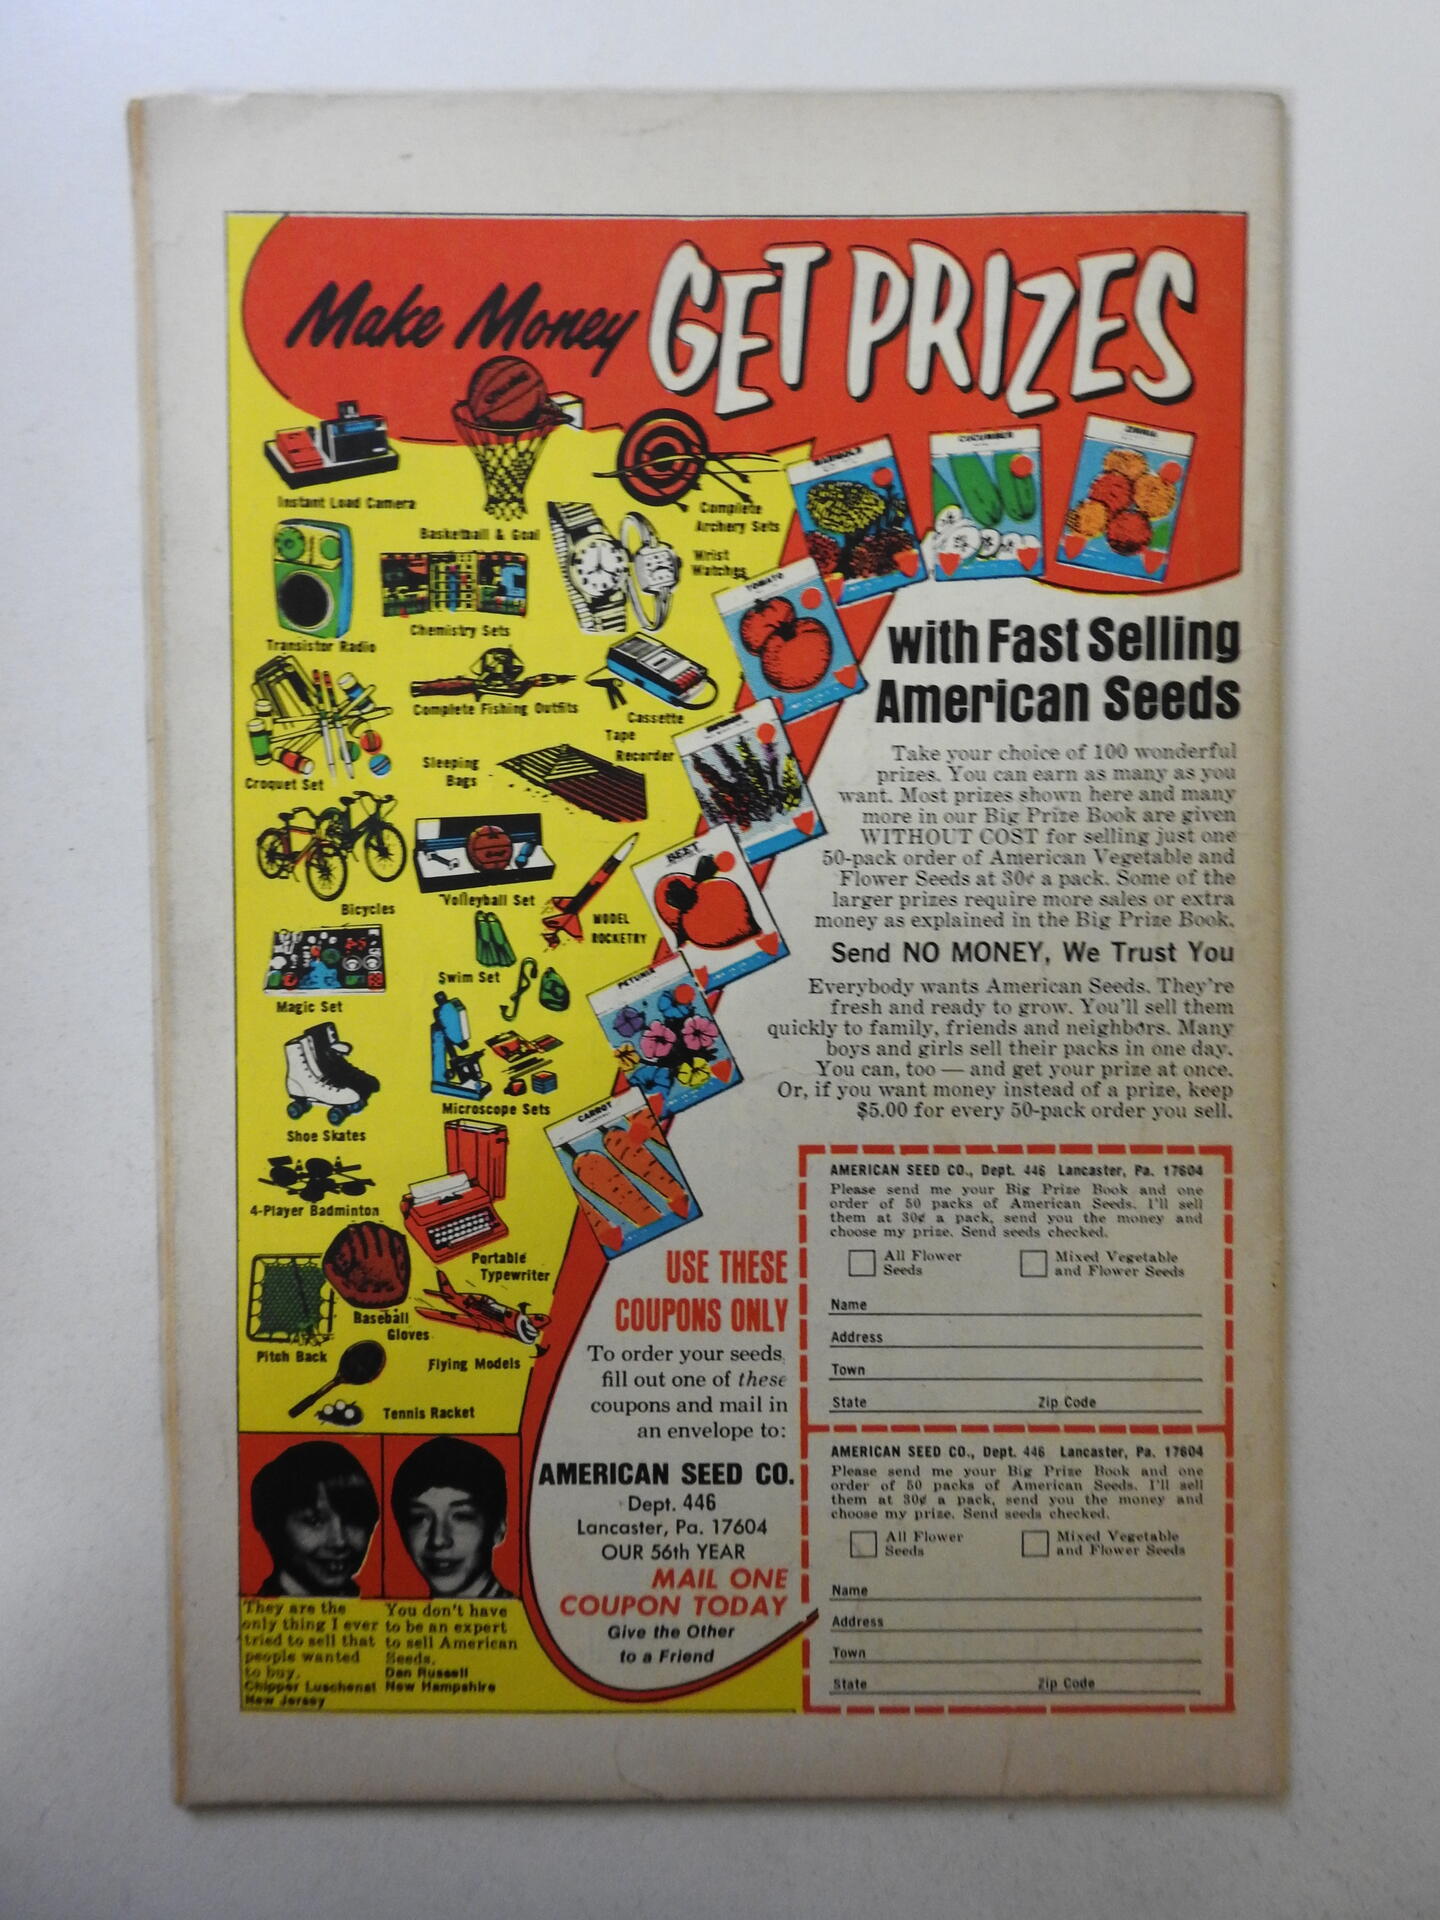 Make Money GET PRIZES
Instant Load Camera
Basketball & Goal
Complete
Archery Sets
Wrist
Watches
Transistor Radio
Chemistry Sets
Complete Fishing Outfits
Cassette
Tape
Recorder
Croquet Set
Sleeping
Bags
Bicycles
Volleyball Set
MODEL
ROCKETRY
Magic Set
Swim Set
Shoe Skates
Microscope Sets
4-Player Badminton
Portable
Typewriter
Pitch Back
Baseball
Gloves
Flying Models
Tennis Racket
CUCUMBER
ZINNIA
TOMATO
BEET
PETUNIA
CARROT
with Fast Selling
American Seeds
Take your choice of 100 wonderful
prizes. You can earn as many as you
want. Most prizes shown here and many
more in our Big Prize Book are given
WITHOUT COST for selling just one
50-pack order of American Vegetable and
Flower Seeds at 30¢ a pack. Some of the
larger prizes require more sales or extra
money as explained in the Big Prize Book.
Send NO MONEY, We Trust You
Everybody wants American Seeds. They're
fresh and ready to grow. You'll sell them
quickly to family, friends and neighbors. Many
boys and girls sell their packs in one day.
You can, too — and get your prize at once.
Or, if you want money instead of a prize, keep
$5.00 for every 50-pack order you sell.
USE THESE
COUPONS ONLY
To order your seeds,
fill out one of these
coupons and mail in
an envelope to:
AMERICAN SEED CO.
Dept. 446
Lancaster, Pa. 17604
OUR 56th YEAR
MAIL ONE
COUPON TODAY
Give the Other
to a Friend
AMERICAN SEED CO., Dept. 446 Lancaster, Pa. 17604
Please send me your Big Prize Book and one
order of 50 packs of American Seeds. I'll sell
them at 30¢ a pack, send you the money and
choose my prize. Send seeds checked.
All Flower
Seeds
Mixed Vegetable
and Flower Seeds
Name
Address
Town
State Zip Code
AMERICAN SEED CO., Dept. 446 Lancaster, Pa. 17604
Please send me your Big Prize Book and one
order of 50 packs of American Seeds. I'll sell
them at 30¢ a pack, send you the money and
choose my prize. Send seeds checked.
All Flower
Seeds
Mixed Vegetable
and Flower Seeds
Name
Address
Town
State Zip Code
They are the
only thing I ever
tried to sell that
people wanted
to buy.
Chipper Luschenat
New Jersey
You don't have
to be an expert
to sell American
Seeds.
Dan Russell
New Hampshire